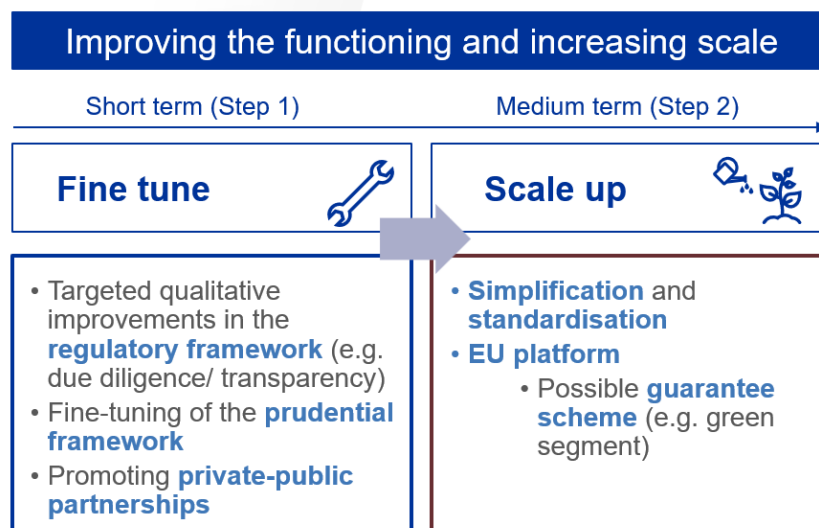 Improving the functioning and increasing scale
Short term (Step 1)
Medium term (Step 2)
Fine tune
Scale up
• Targeted qualitative
improvements in the
regulatory framework (e.g.
due diligence/ transparency)
• Fine-tuning of the prudential
framework
• Promoting private-public
partnerships
• Simplification and
standardisation
• EU platform
• Possible guarantee
scheme (e.g. green
segment)